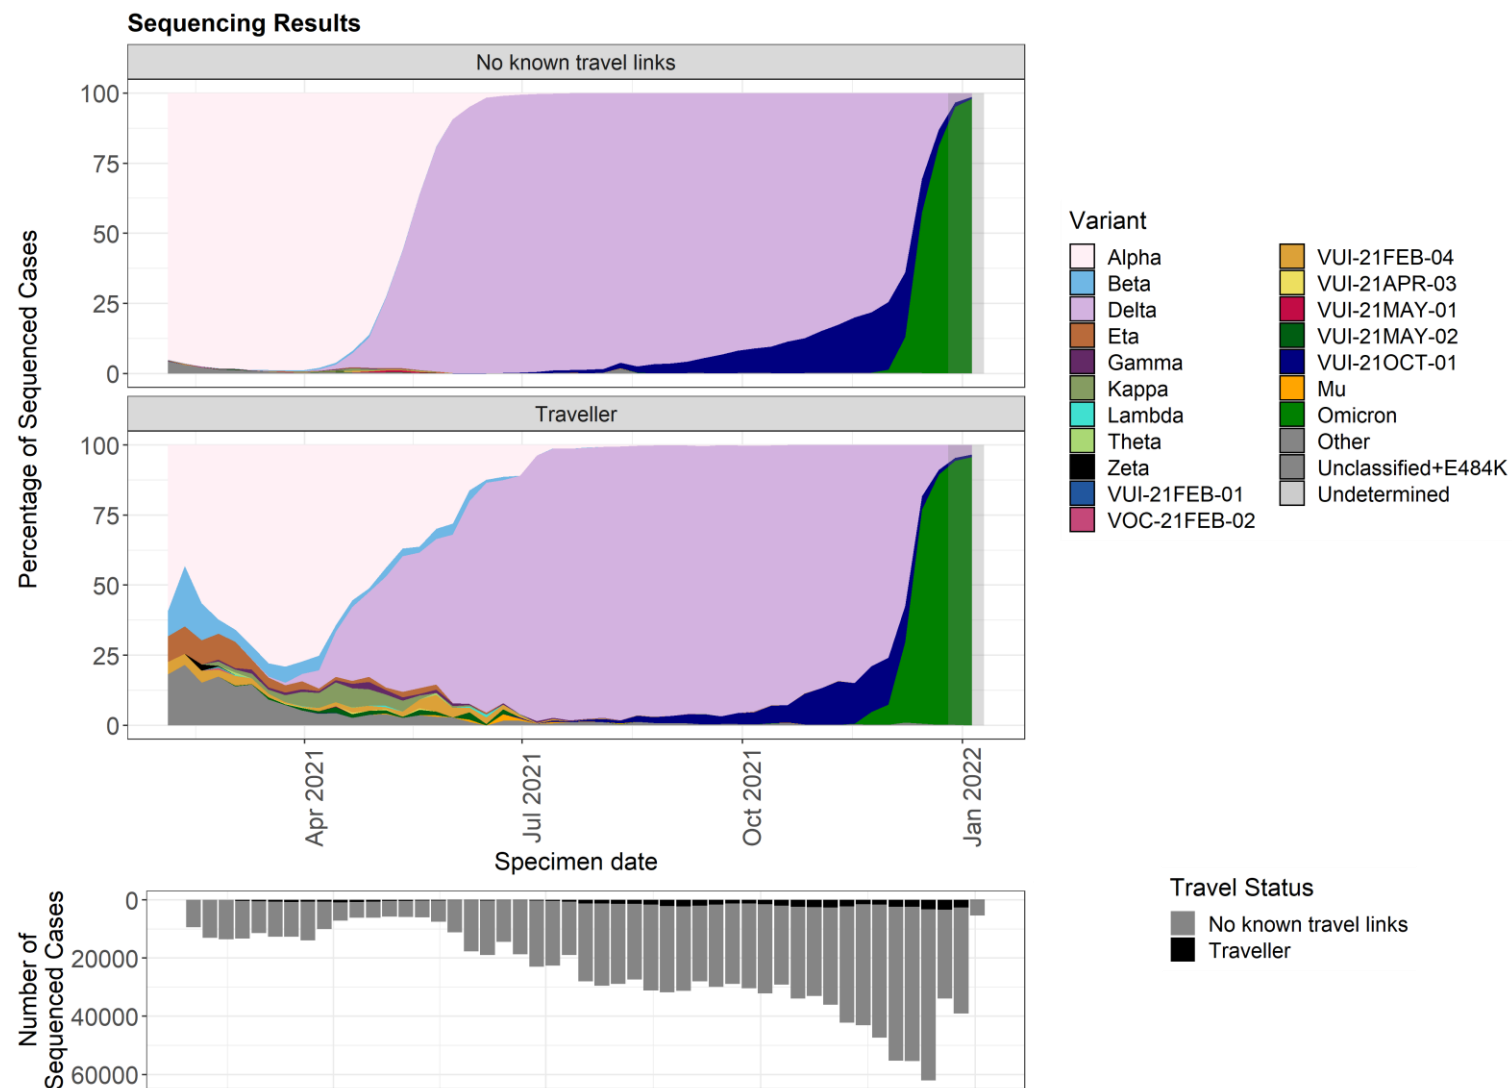 Sequencing Results
No known travel links
100
75
50
25
0
Traveller
100
75
50
25
0
Percentage of Sequenced Cases
Apr 2021
Jul 2021
Oct 2021
Jan 2022
Specimen date
Variant
Alpha
Beta
Delta
Eta
Gamma
Kappa
Lambda
Theta
Zeta
VUI-21FEB-01
VOC-21FEB-02
VUI-21FEB-04
VUI-21APR-03
VUI-21MAY-01
VUI-21MAY-02
VUI-21OCT-01
Mu
Omicron
Other
Unclassified+E484K
Undetermined
Number of
Sequenced Cases
0
20000
40000
60000
Travel Status
No known travel links
Traveller